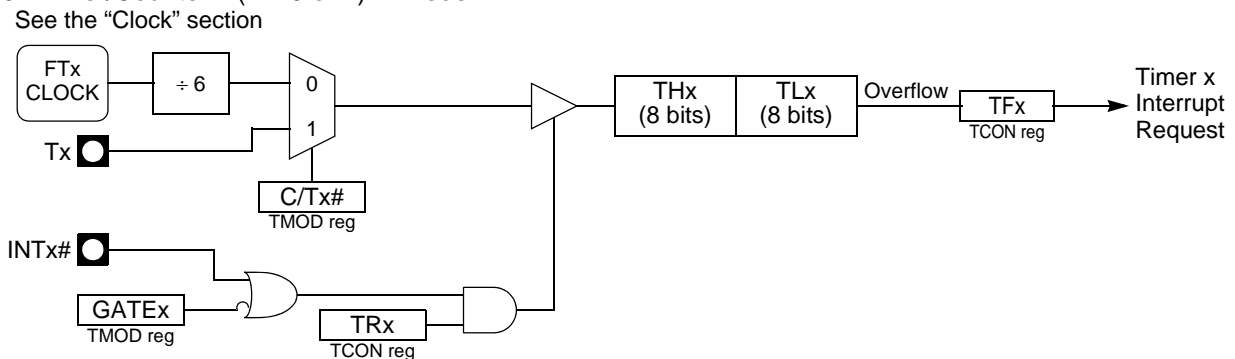 See the “Clock” section
FTx
CLOCK
÷ 6
0
1
Tx
C/Tx#
TMOD reg
THx
(8 bits)
TLx
(8 bits)
Overflow
TFx
TCON reg
Timer x
Interrupt
Request
INTx#
GATEx
TMOD reg
TRx
TCON reg